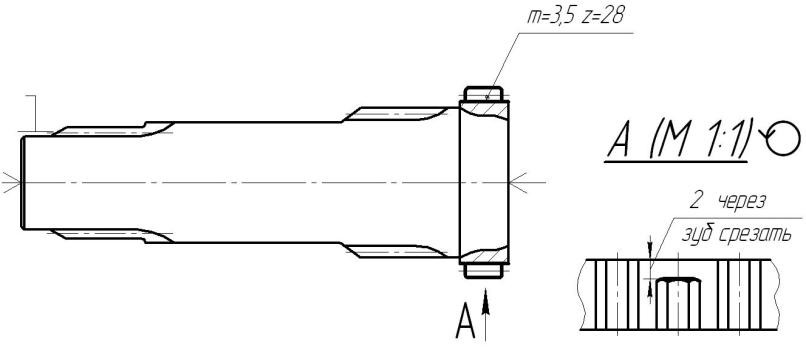 m=3,5 z=28
А (М 1:1)
2 через
зуб срезать
А